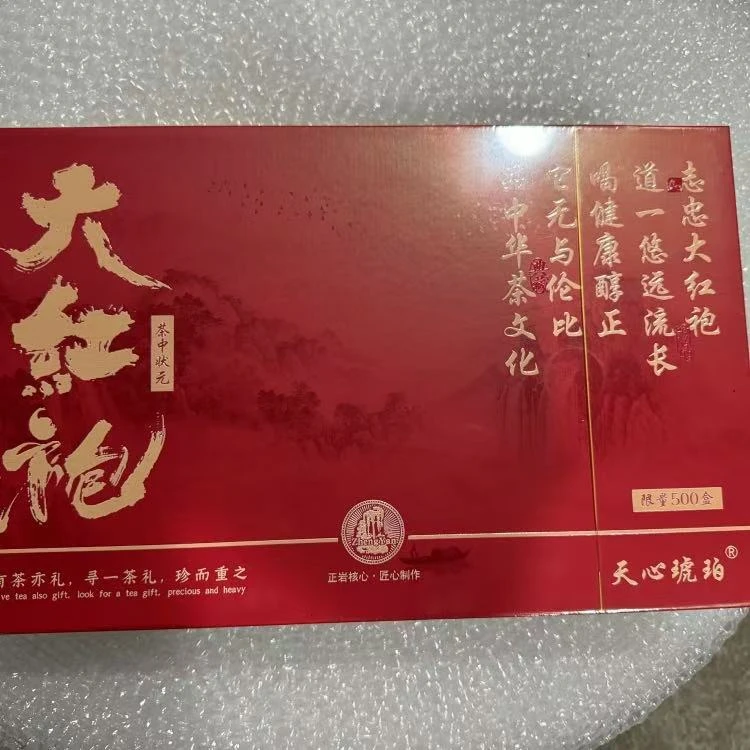 大红袍
茶中状元
志忠大红袍
道一悠远流长
喝健康醇正
它无与伦比
中华茶文化
限量500盒
天心琥珀®
ZhengYan
正岩核心·匠心制作
茶亦礼，寻一茶礼，珍而重之
ve tea also gift, look for a tea gift, precious and heavy